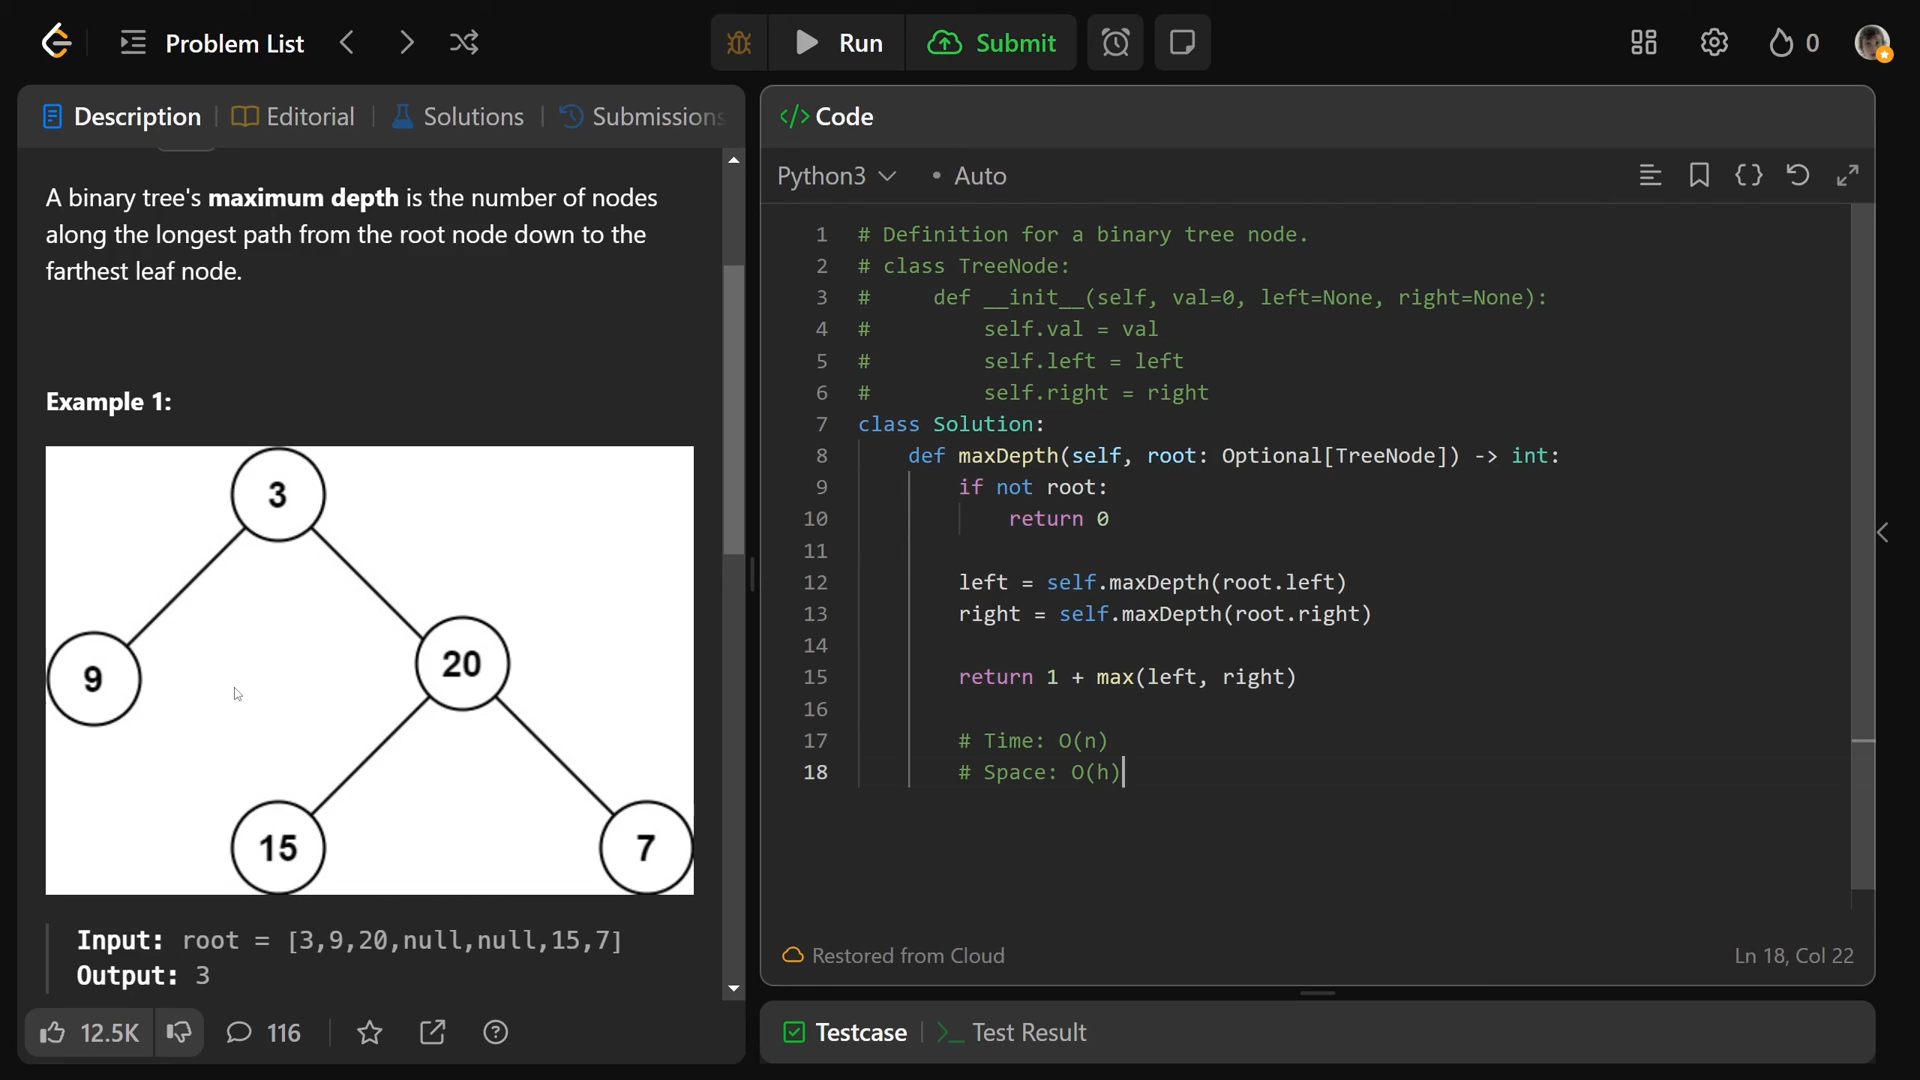 Problem List
Run
Submit
0
Description
Editorial
Solutions
Submissions
A binary tree's maximum depth is the number of nodes
along the longest path from the root node down to the
farthest leaf node.
Example 1:
3
9
20
15
7
Input: root = [3,9,20,null,null,15,7]
Output: 3
12.5K
116
Code
Python3
• Auto
1 # Definition for a binary tree node.
2 # class TreeNode:
3 #     def __init__(self, val=0, left=None, right=None):
4 #         self.val = val
5 #         self.left = left
6 #         self.right = right
7 class Solution:
8     def maxDepth(self, root: Optional[TreeNode]) -> int:
9         if not root:
10             return 0
11
12         left = self.maxDepth(root.left)
13         right = self.maxDepth(root.right)
14
15         return 1 + max(left, right)
16
17         # Time: O(n)
18         # Space: O(h)
Restored from Cloud
Ln 18, Col 22
Testcase
Test Result